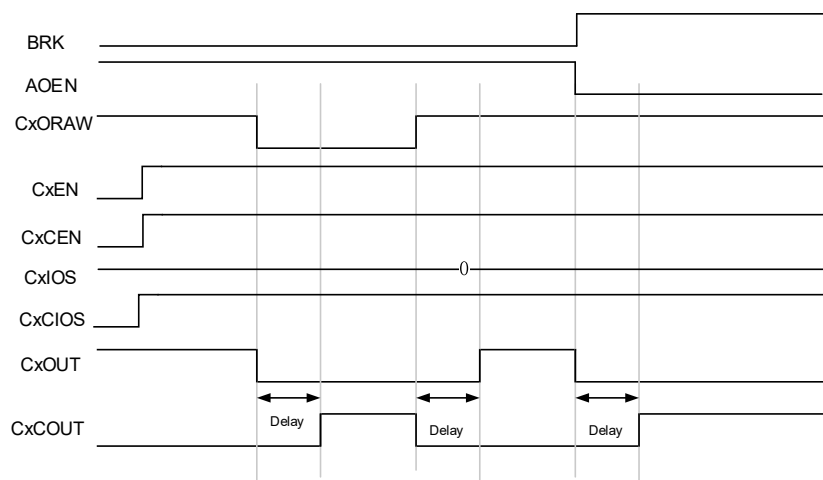 BRK
AOEN
CxORAW
CxEN
CxCEN
CxIOS
0
CxCIOS
CxOUT
Delay
Delay
Delay
CxCOUT